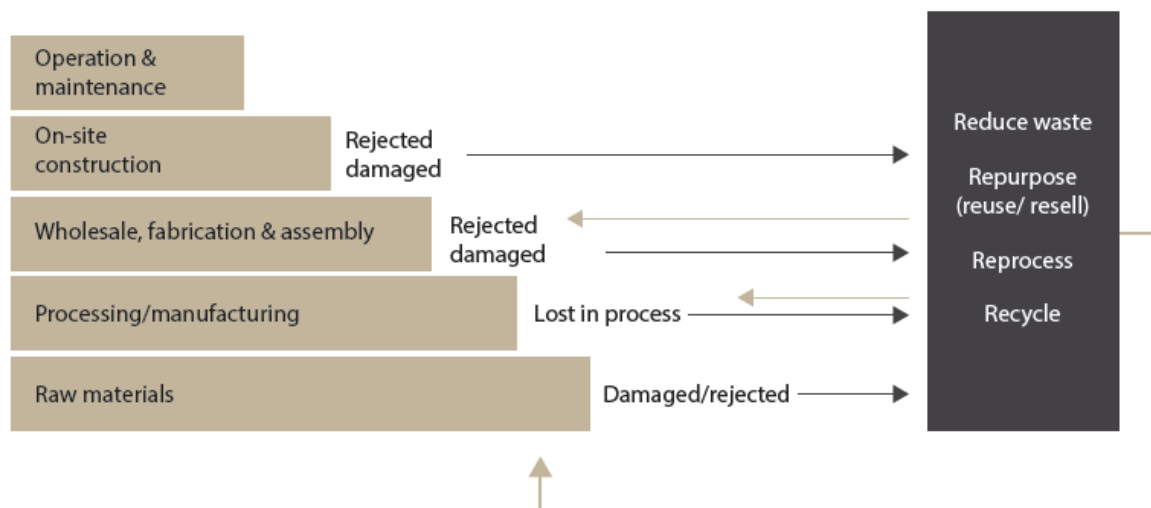 Operation &
maintenance
On-site
construction
Rejected
damaged
Wholesale, fabrication & assembly
Rejected
damaged
Processing/manufacturing
Lost in process
Raw materials
Damaged/rejected
Reduce waste
Repurpose
(reuse/ resell)
Reprocess
Recycle